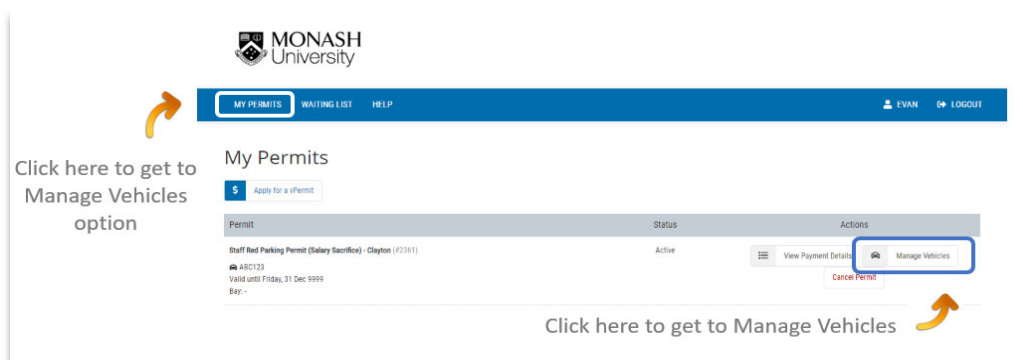 MONASH
University
MY PERMITS WAITING LIST HELP EVAN LOGOUT
Click here to get to
Manage Vehicles
option
My Permits
$ Apply for a vPermit
Permit Status Actions
Staff Red Parking Permit (Salary Sacrifice) - Clayton (#2361) Active View Payment Details Manage Vehicles
ABC123
Valid until Friday, 31 Dec 9999 Cancel Permit
Bay: -
Click here to get to Manage Vehicles